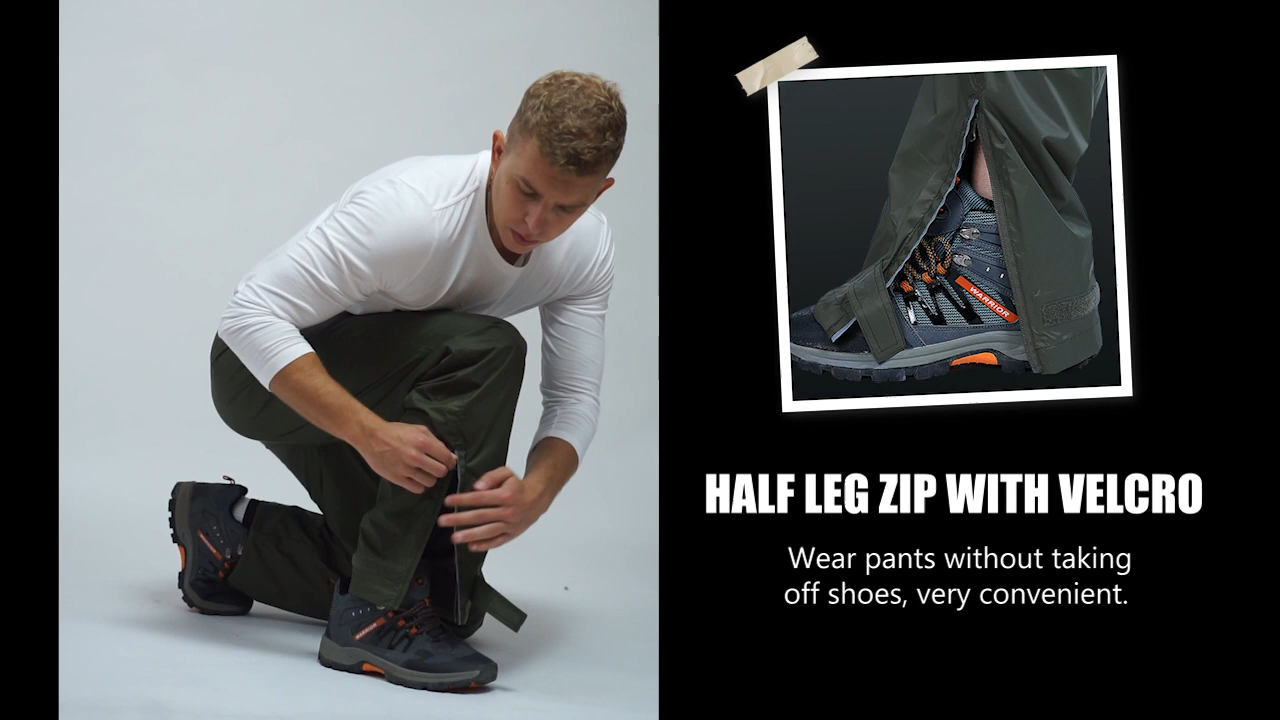 WARRIOR
WARRIOR
HALF LEG ZIP WITH VELCRO
Wear pants without taking
off shoes, very convenient.